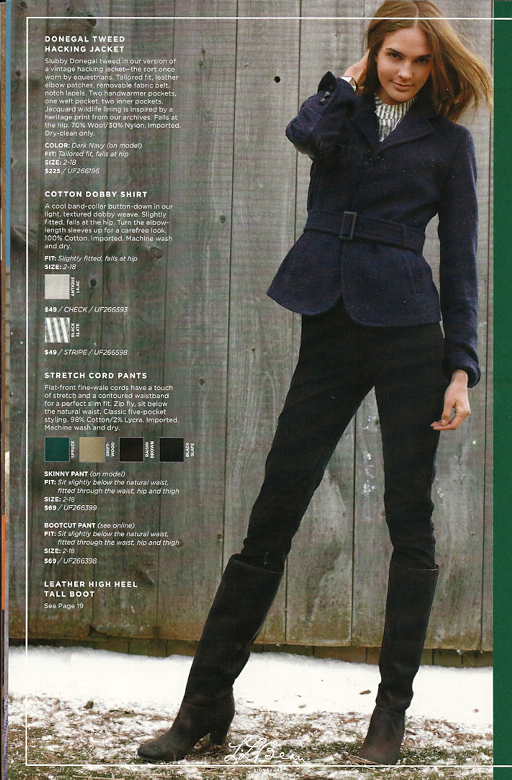 DONEGAL TWEED
HACKING JACKET
Slubby Donegal tweed in our version of
a vintage hacking jacket—the sort once
worn by equestrians. Tailored fit, leather
elbow patches, removable fabric belt,
notch lapels. Two handwarmer pockets,
one welt pocket, two inner pockets.
Jacquard wildlife lining is inspired by a
heritage print from our archives. Falls at
the hip. 70% Wool/30% Nylon. Imported.
Dry-clean only.
COLOR: Dark Navy (on model)
FIT: Tailored fit, falls at hip
SIZE: 2-18
$225 / UF266196
COTTON DOBBY SHIRT
A cool band-collar button-down in our
light, textured dobby weave. Slightly
fitted, falls at the hip. Turn the elbow-
length sleeves up for a carefree look.
100% Cotton. Imported. Machine wash
and dry.
FIT: Slightly fitted, falls at hip
SIZE: 2-18
ANTIQUE
LILAC
$49 / CHECK / UF266593
BLACK
SLATE
$49 / STRIPE / UF266598
STRETCH CORD PANTS
Flat-front fine-wale cords have a touch
of stretch and a contoured waistband
for a perfect slim fit. Zip fly, sit below
the natural waist. Classic five-pocket
styling. 98% Cotton/2% Lycra. Imported.
Machine wash and dry.
SPRUCE
DRIFT
WOOD
RAISIN
BROWN
BLACK
SLATE
SKINNY PANT (on model)
FIT: Sit slightly below the natural waist,
fitted through the waist, hip and thigh
SIZE: 2-18
$69 / UF266399
BOOTCUT PANT (see online)
FIT: Sit slightly below the natural waist,
fitted through the waist, hip and thigh
SIZE: 2-18
$69 / UF266398
LEATHER HIGH HEEL
TALL BOOT
See Page 19
L.L.Bean